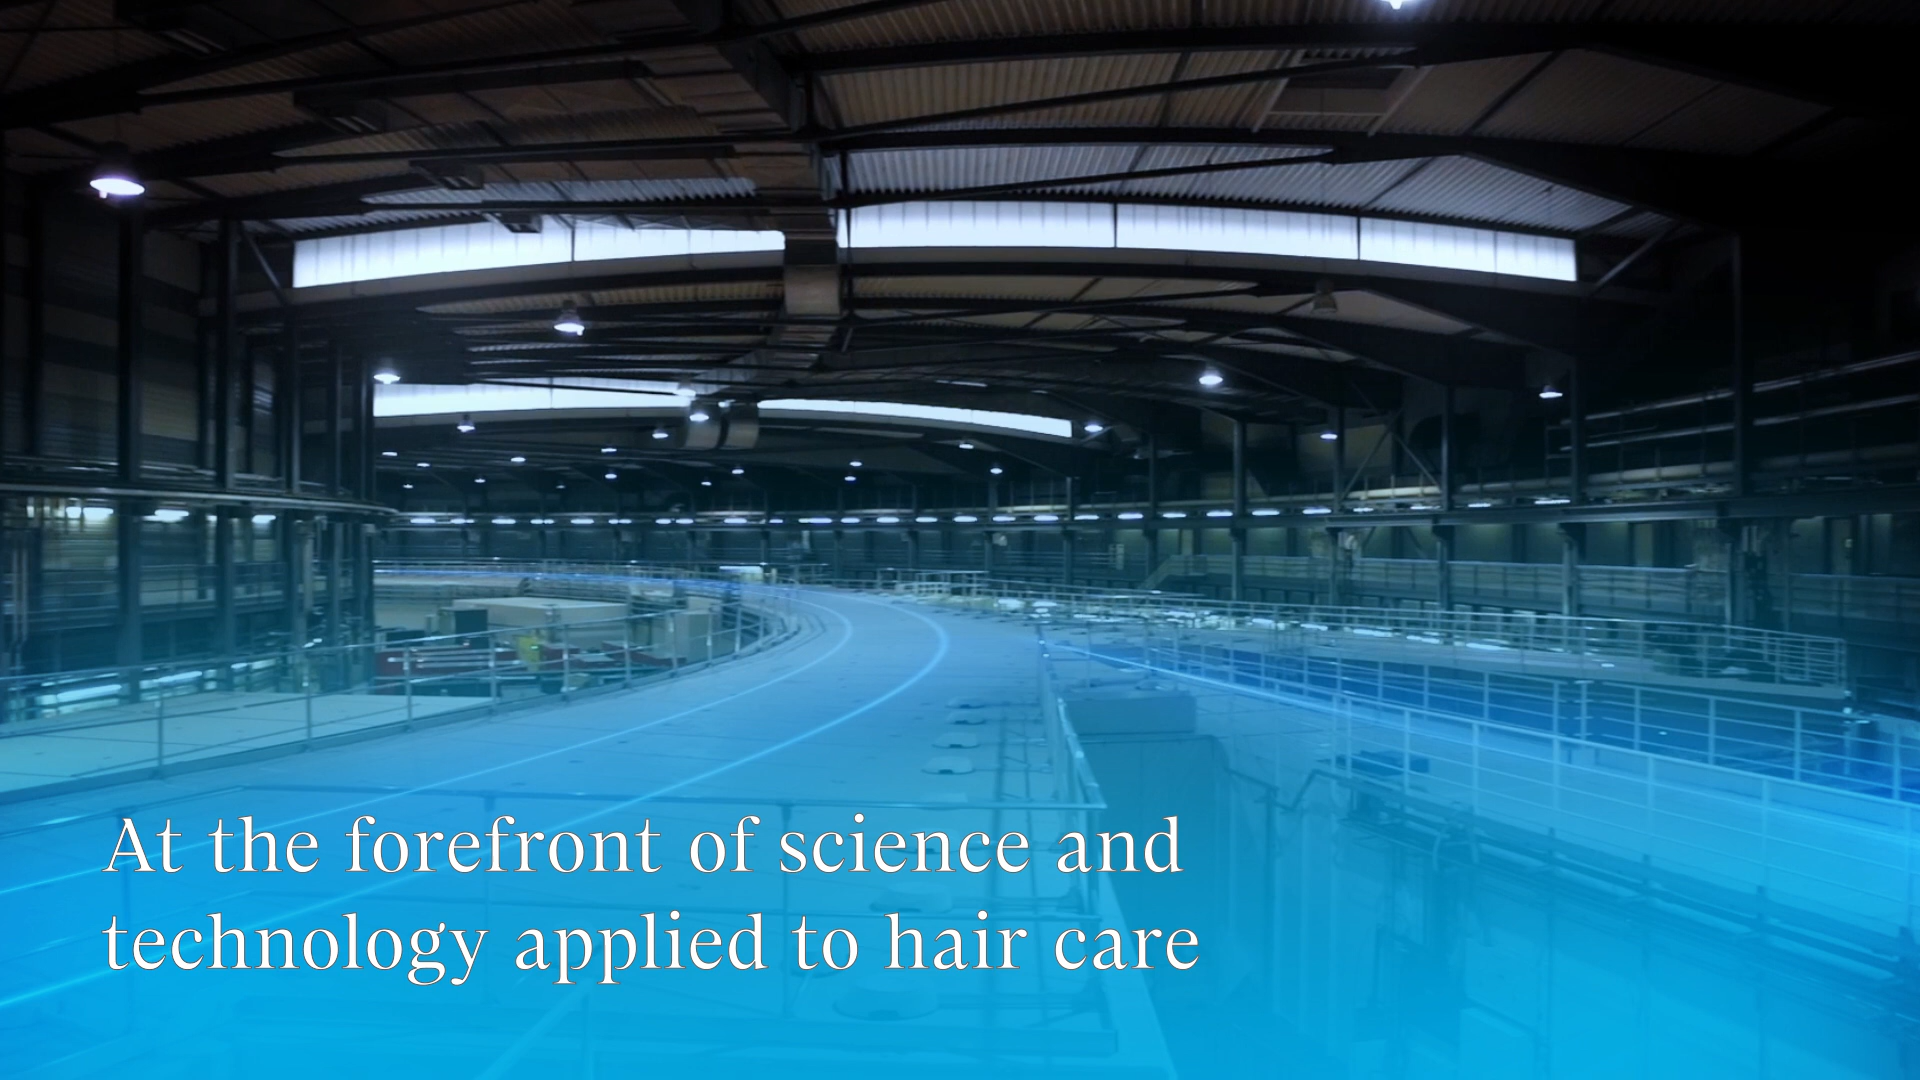 At the forefront of science and
technology applied to hair care